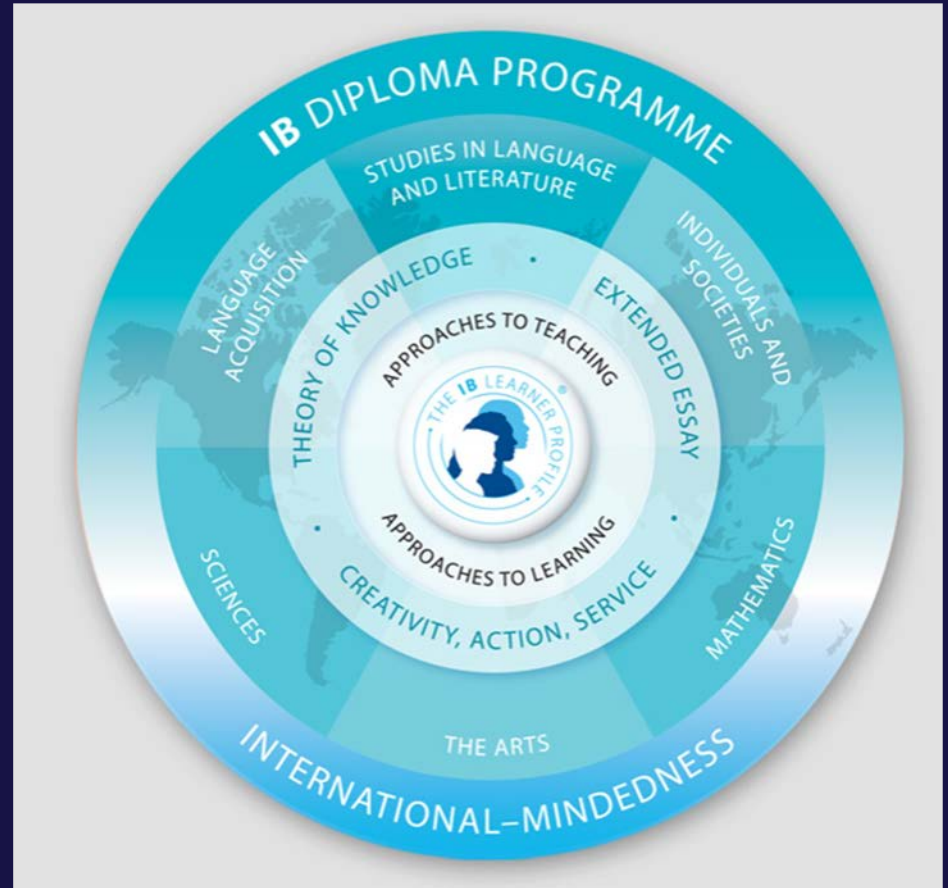 IB DIPLOMA PROGRAMME
STUDIES IN LANGUAGE
AND LITERATURE
LANGUAGE
ACQUISITION
INDIVIDUALS AND
SOCIETIES
THEORY OF KNOWLEDGE
·
EXTENDED ESSAY
·
CREATIVITY, ACTION, SERVICE
·
APPROACHES TO TEACHING
THE IB LEARNER PROFILE®
APPROACHES TO LEARNING
SCIENCES
MATHEMATICS
THE ARTS
INTERNATIONAL–MINDEDNESS